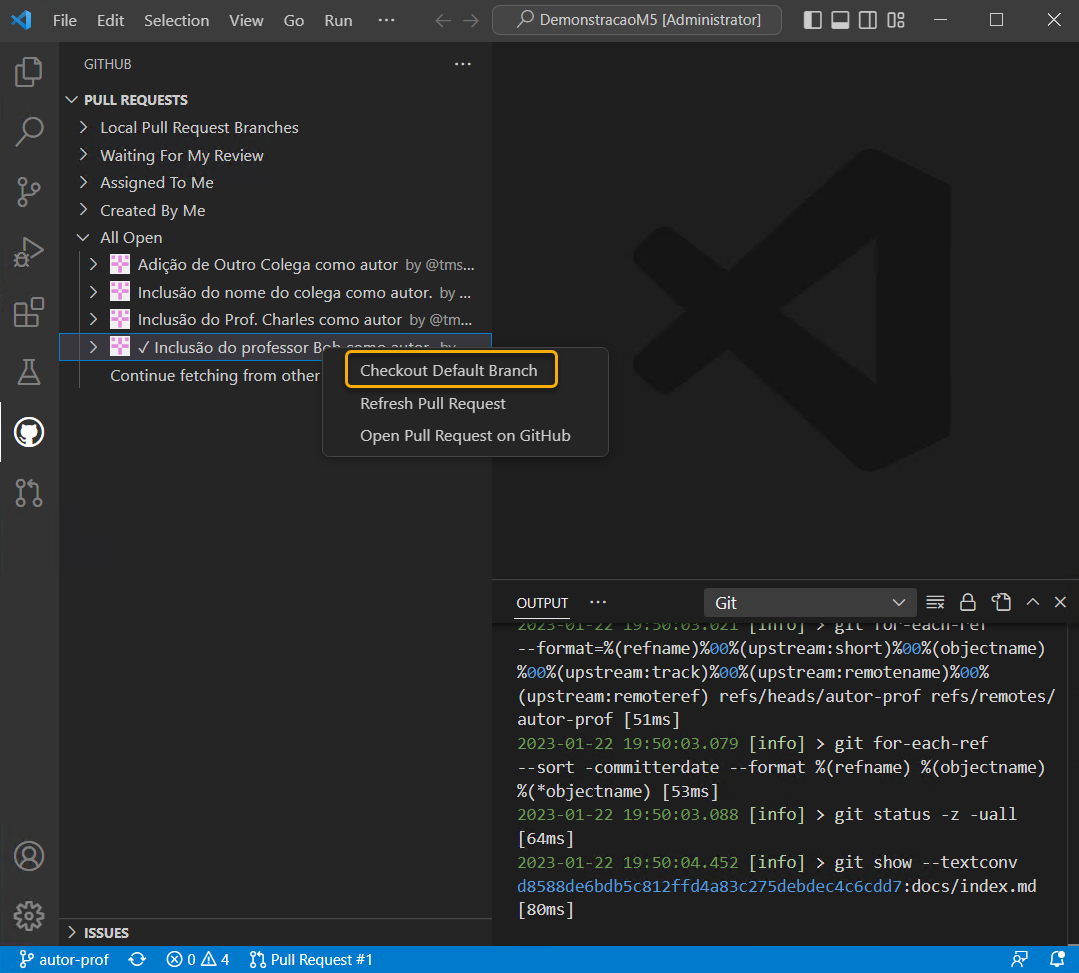 File Edit Selection View Go Run ···
DemonstracaoM5 [Administrator]
GITHUB
PULL REQUESTS
Local Pull Request Branches
Waiting For My Review
Assigned To Me
Created By Me
All Open
Adição de Outro Colega como autor by @tms...
Inclusão do nome do colega como autor. by ...
Inclusão do Prof. Charles como autor by @tm...
✓ Inclusão do professor Bob como autor. by
Continue fetching from other
Checkout Default Branch
Refresh Pull Request
Open Pull Request on GitHub
ISSUES
OUTPUT ··· Git
2023-01-22 19:50:03.021 [info] > git for-each-ref
--format=%(refname)%00%(upstream:short)%00%(objectname)
%00%(upstream:track)%00%(upstream:remotename)%00%
(upstream:remoteref) refs/heads/autor-prof refs/remotes/
autor-prof [51ms]
2023-01-22 19:50:03.079 [info] > git for-each-ref
--sort -committerdate --format %(refname) %(objectname)
%(*objectname) [53ms]
2023-01-22 19:50:03.088 [info] > git status -z -uall
[64ms]
2023-01-22 19:50:04.452 [info] > git show --textconv
d8588de6bdb5c812ffd4a83c275debdec4c6cdd7:docs/index.md
[80ms]
autor-prof 0 4 Pull Request #1